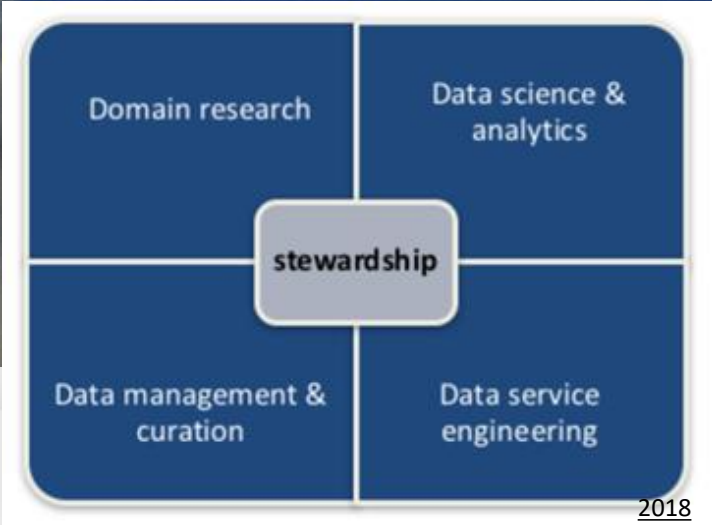 Domain research
Data science &
analytics
stewardship
Data management &
curation
Data service
engineering
2018